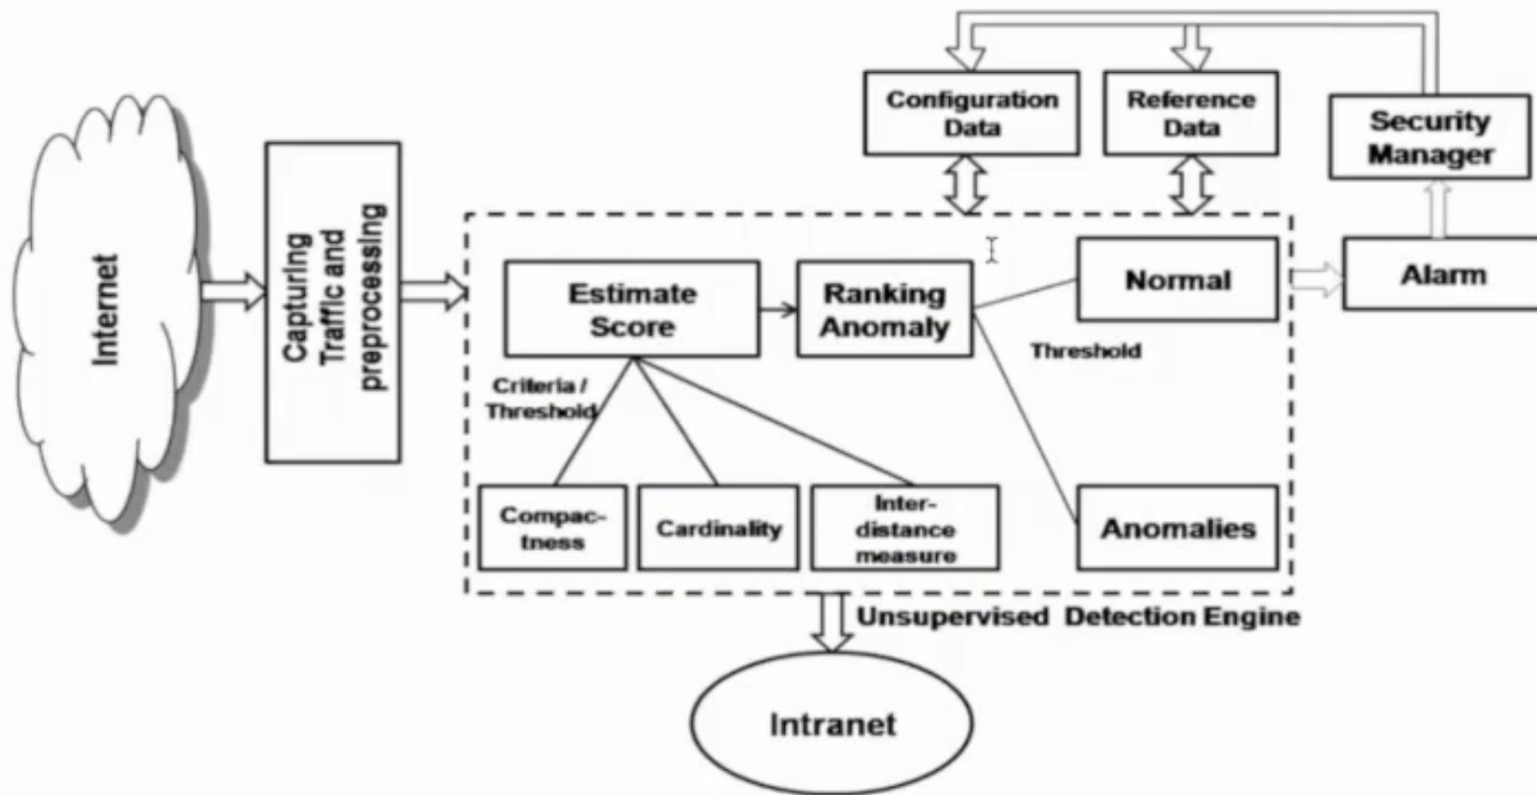 Configuration
Data
Reference
Data
Security
Manager
Internet
Capturing
Traffic and
preprocessing
Estimate
Score
Ranking
Anomaly
Normal
Alarm
Threshold
Criteria /
Threshold
Compac-
tness
Cardinality
Inter-
distance
measure
Anomalies
Unsupervised Detection Engine
Intranet